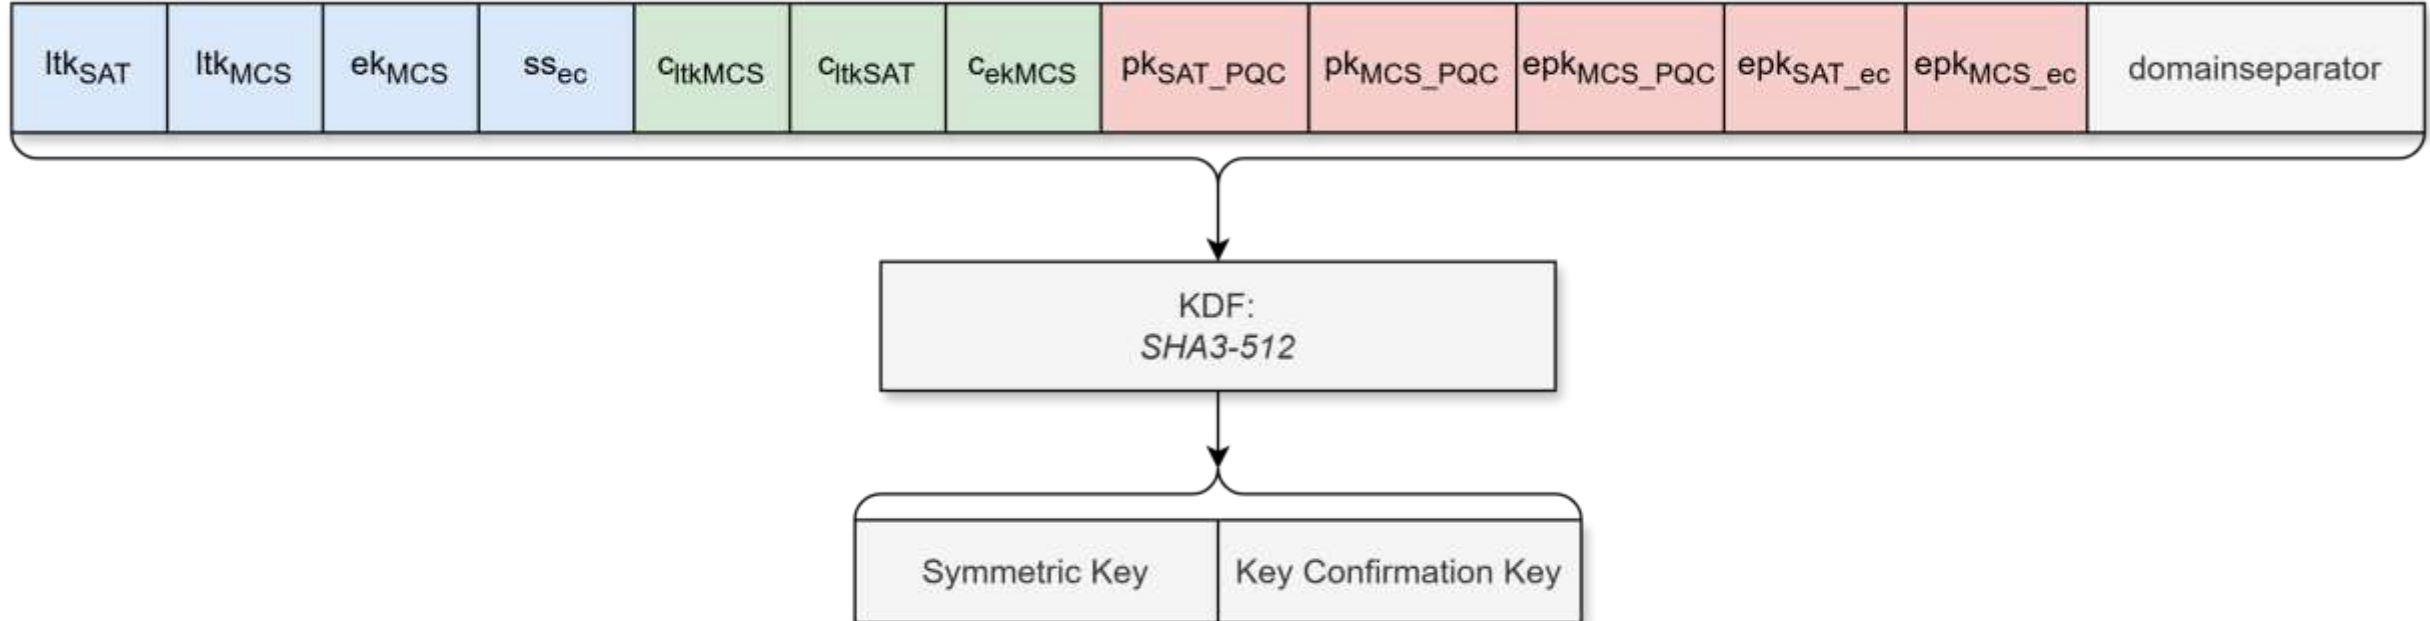 ltkSAT ltkMCS ekMCS ssec cltkMCS cltkSAT cekMCS pkSAT_PQC pkMCS_PQC epkMCS_PQC epkSAT_ec epkMCS_ec domainseparator
KDF:
SHA3-512
Symmetric Key Key Confirmation Key